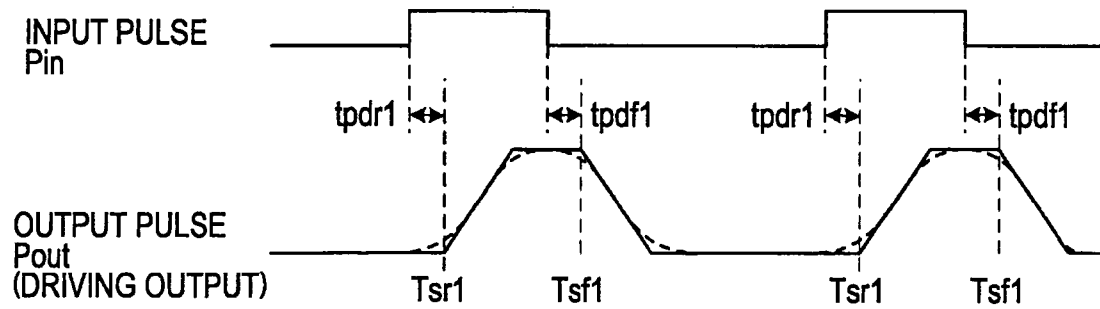 INPUT PULSE
Pin
tpdr1
tpdf1
tpdr1
tpdf1
OUTPUT PULSE
Pout
(DRIVING OUTPUT)
Tsr1
Tsf1
Tsr1
Tsf1